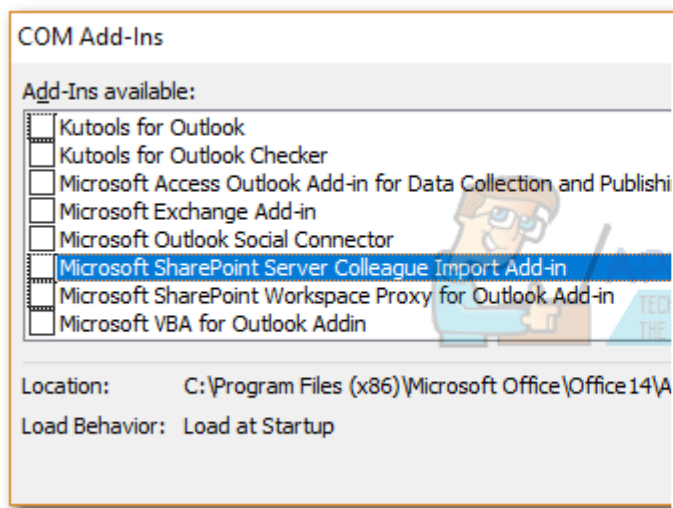 COM Add-Ins
Add-Ins available:
Kutools for Outlook
Kutools for Outlook Checker
Microsoft Access Outlook Add-in for Data Collection and Publishi
Microsoft Exchange Add-in
Microsoft Outlook Social Connector
Microsoft SharePoint Server Colleague Import Add-in
Microsoft SharePoint Workspace Proxy for Outlook Add-in
Microsoft VBA for Outlook Addin
Location: C:\Program Files (x86)\Microsoft Office\Office14\A
Load Behavior: Load at Startup